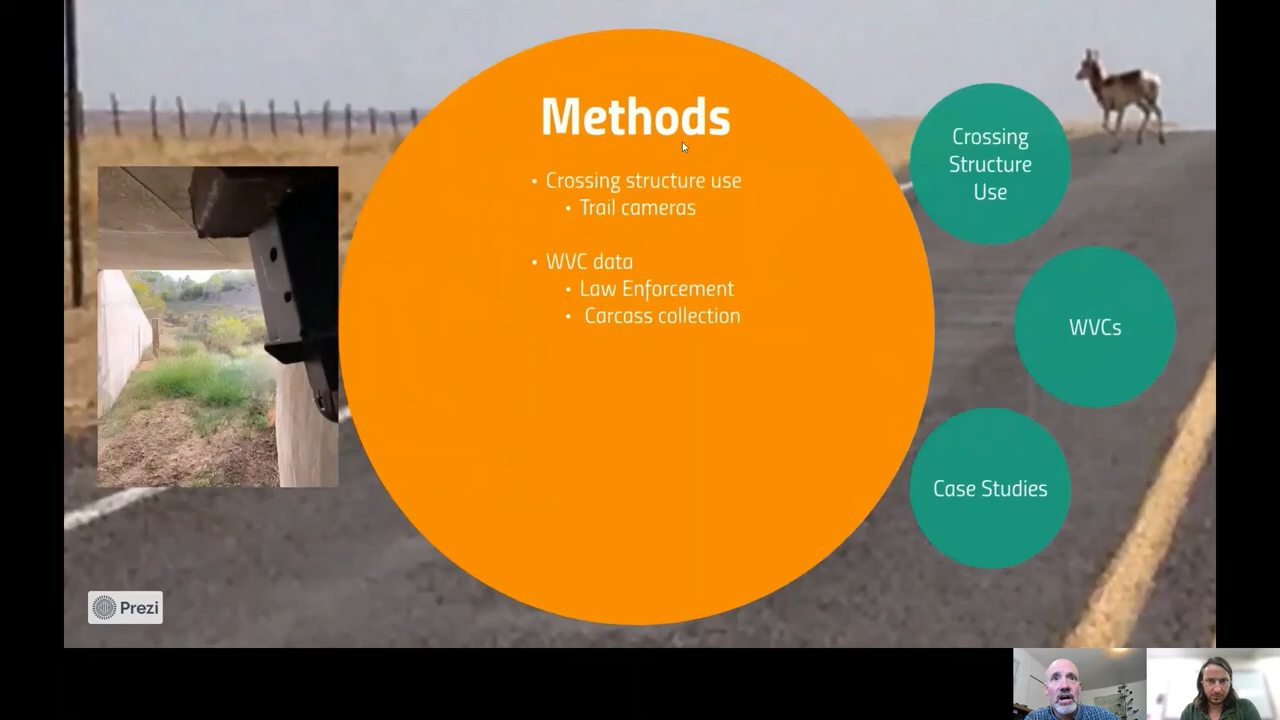 Methods
• Crossing structure use
• Trail cameras
• WVC data
• Law Enforcement
• Carcass collection
Crossing
Structure
Use
WVCs
Case Studies
Prezi